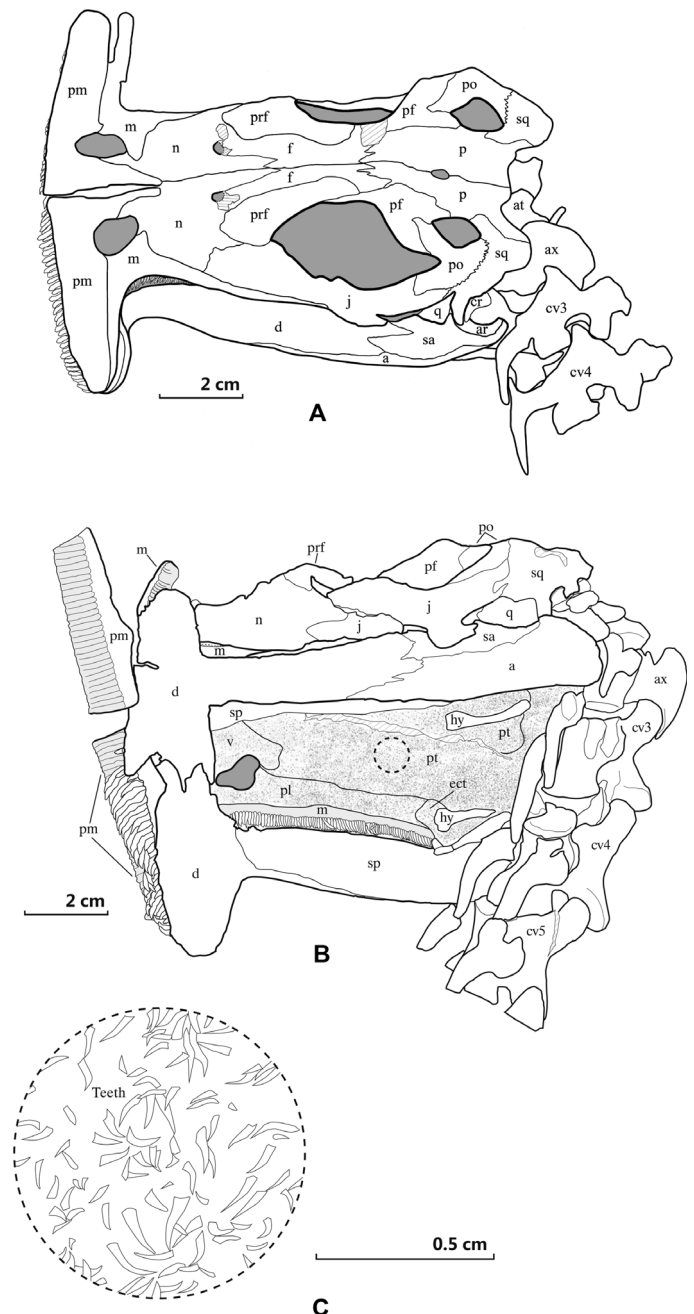 po
pm
prf
pf
sq
m
n
f
p
f
p
at
n
pf
prf
ax
pm
m
po
sq
cr
j
q
cv3
d
ar
sa
a
cv4
2 cm
A
po
m
prf
pf
sq
j
n
q
pm
j
sa
m
a
ax
d
sp
hy
cv3
v
pt
pt
ect
pl
m
hy
pm
cv4
d
sp
2 cm
cv5
B
Teeth
0.5 cm
C